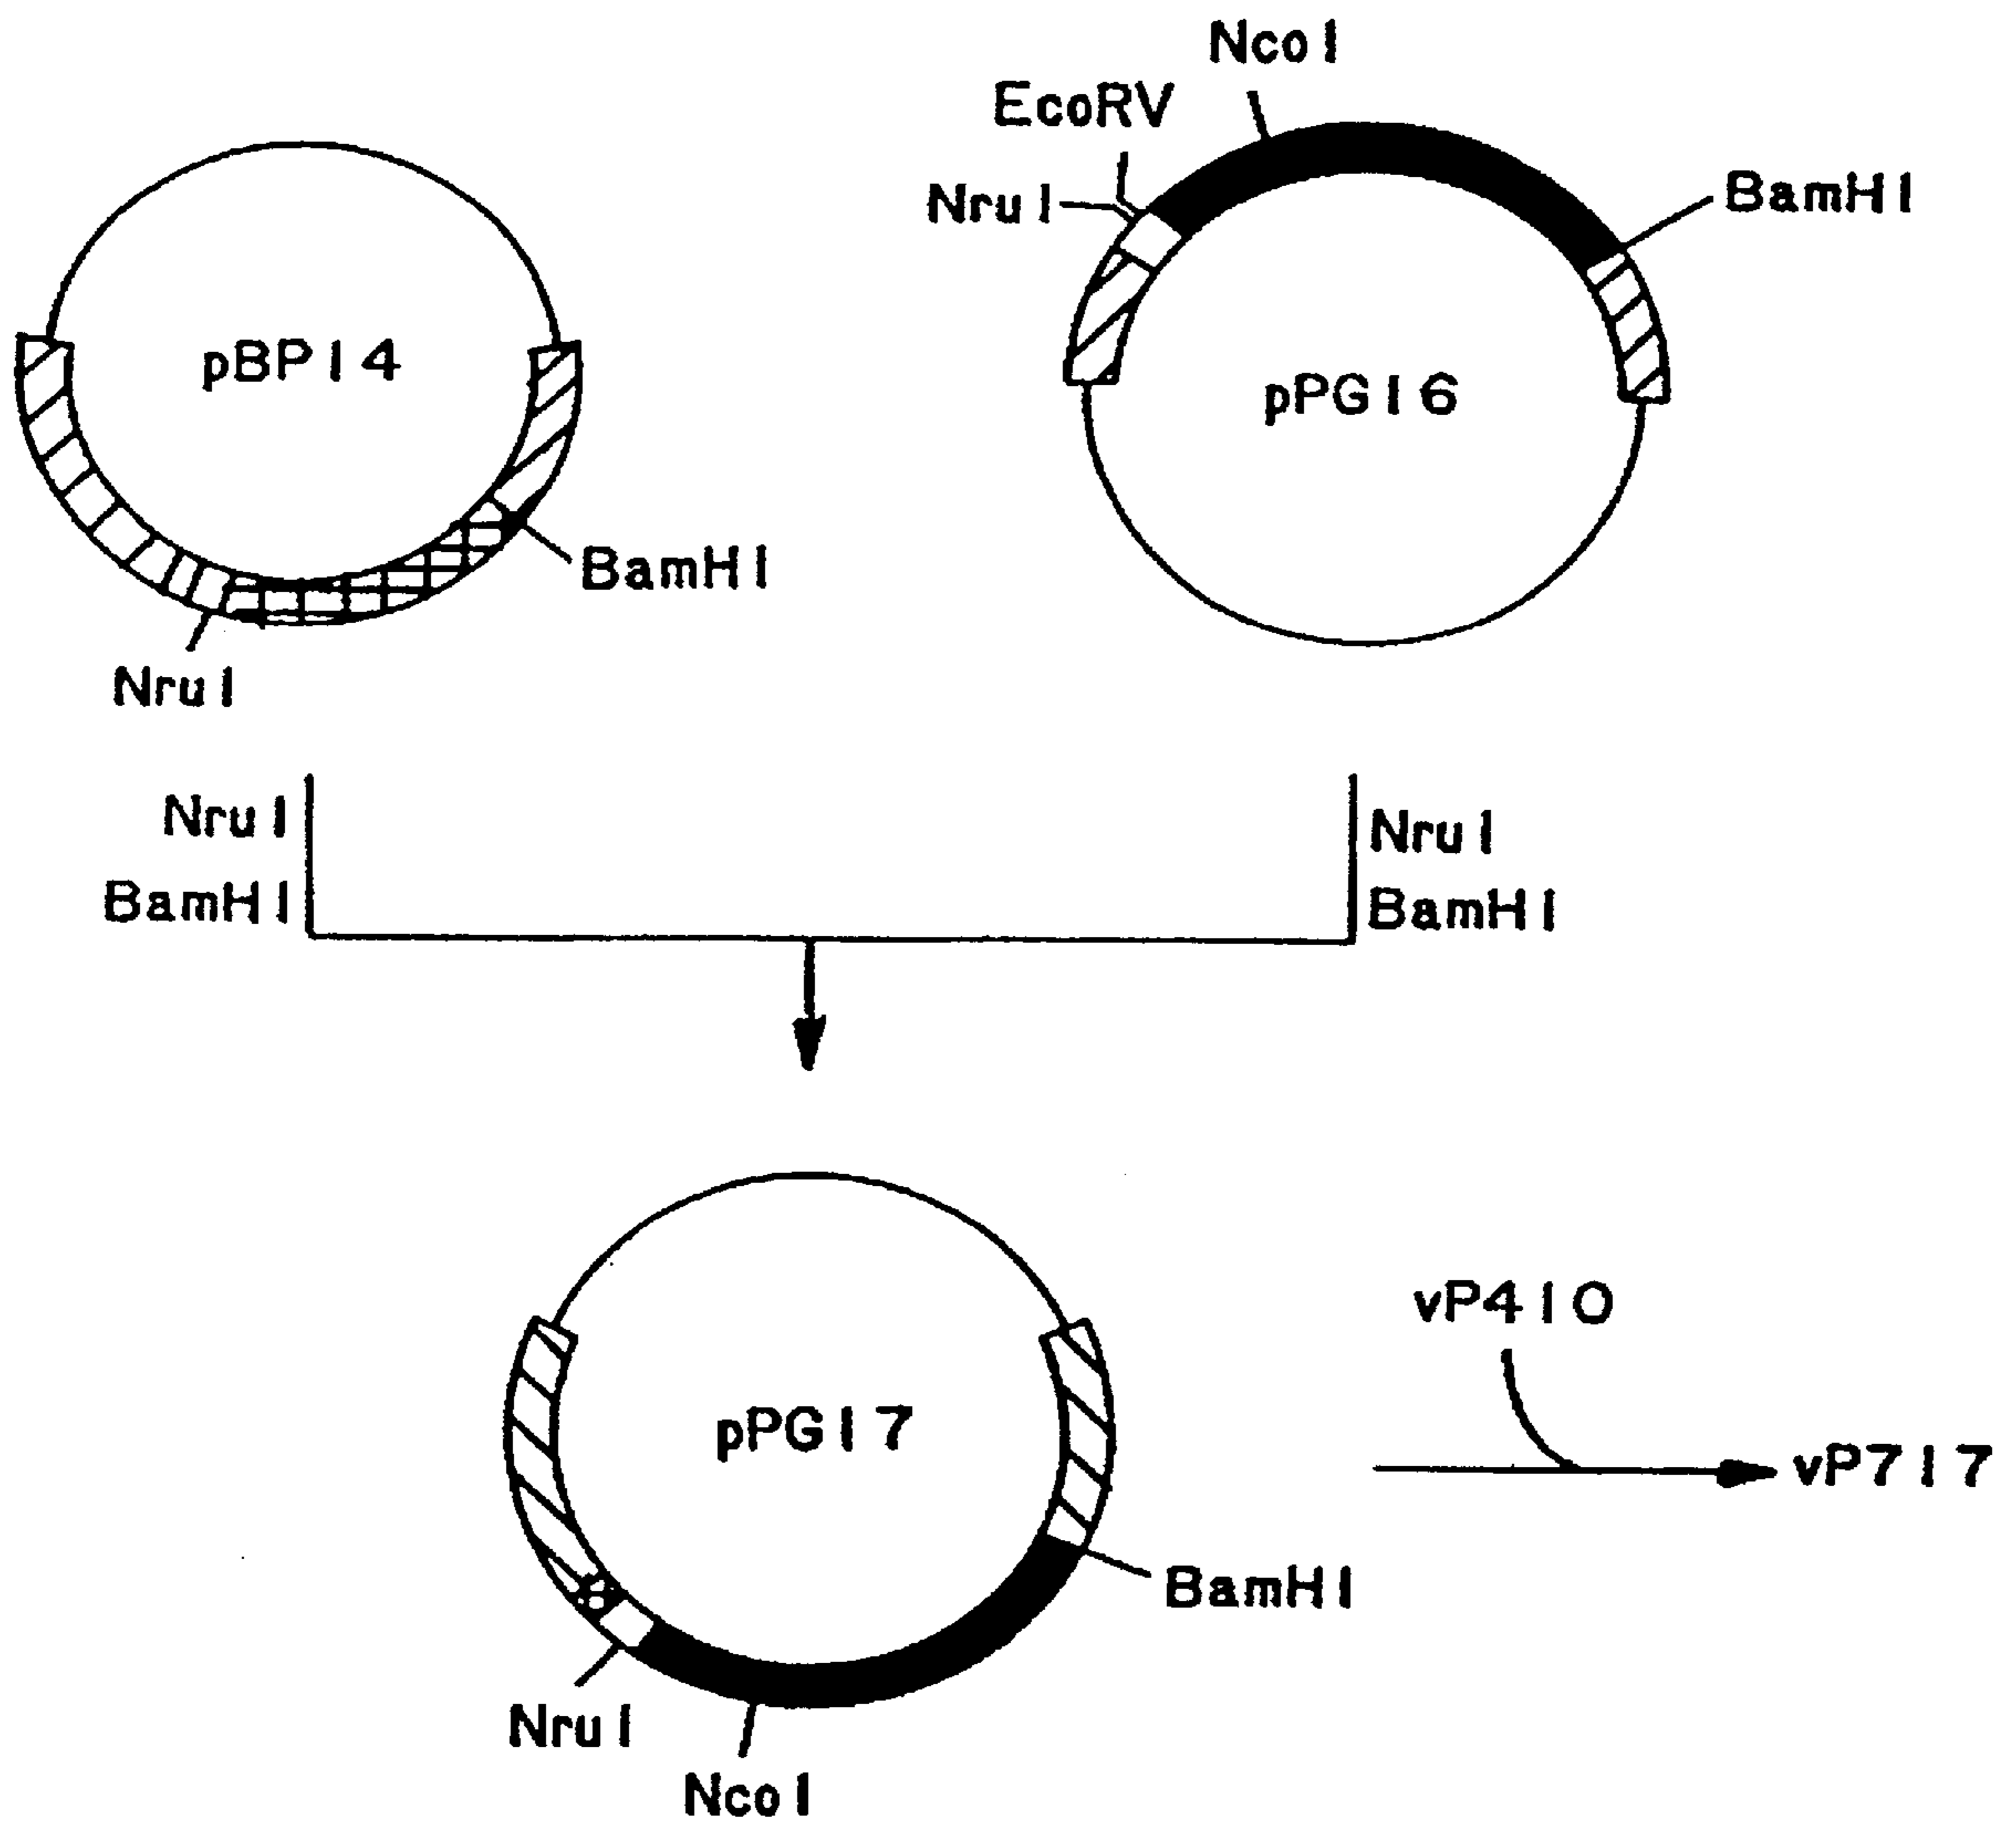 NcoI
EcoRV
NruI
BamHI
pBP14
pPG16
BamHI
NruI
NruI
BamHI
NruI
BamHI
vP410
pPG17
vP717
BamHI
NruI
NcoI